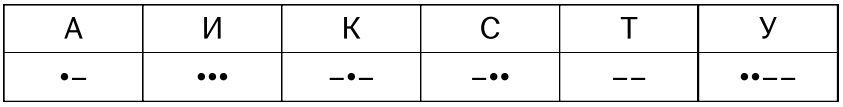 А И К С Т У
•– ••• –•– –•• –– ••––